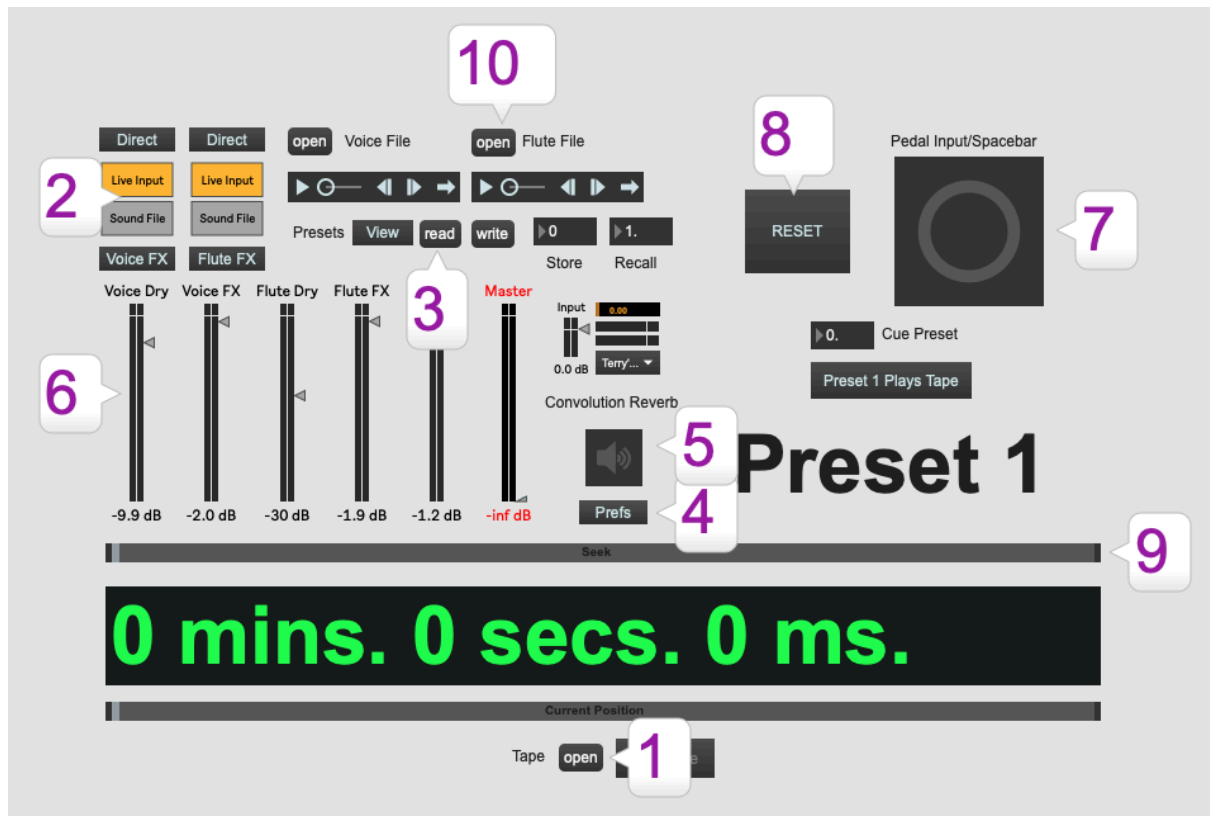 10
Direct Direct open Voice File open Flute File
8
Pedal Input/Spacebar
2
Live Input Live Input
Sound File Sound File
7
RESET
Presets View read write 0 1.
Store Recall
Voice FX Flute FX
3
Voice Dry Voice FX Flute Dry Flute FX Master
Input 0.00
0.0 dB Terry'...
0. Cue Preset
Preset 1 Plays Tape
6
Convolution Reverb
5
Preset 1
4
Prefs
-9.9 dB -2.0 dB -30 dB -1.9 dB -1.2 dB -inf dB
Seek
9
0 mins. 0 secs. 0 ms.
Current Position
Tape open
1